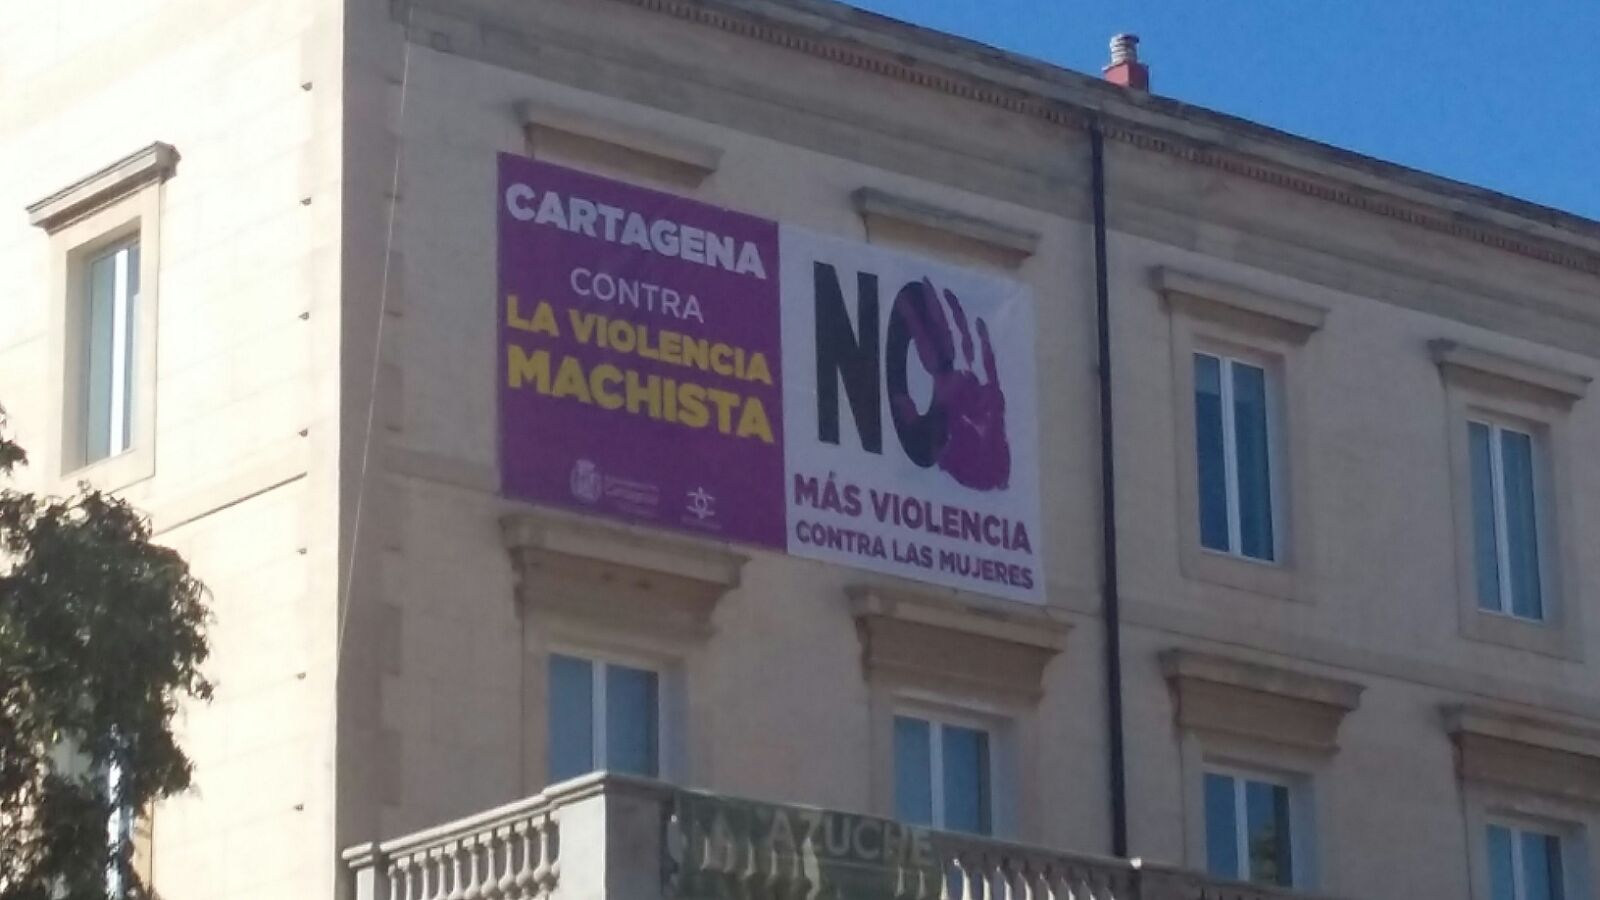 CARTAGENA
CONTRA
LA VIOLENCIA
MACHISTA
NO
MÁS VIOLENCIA
CONTRA LAS MUJERES
AZUCHE